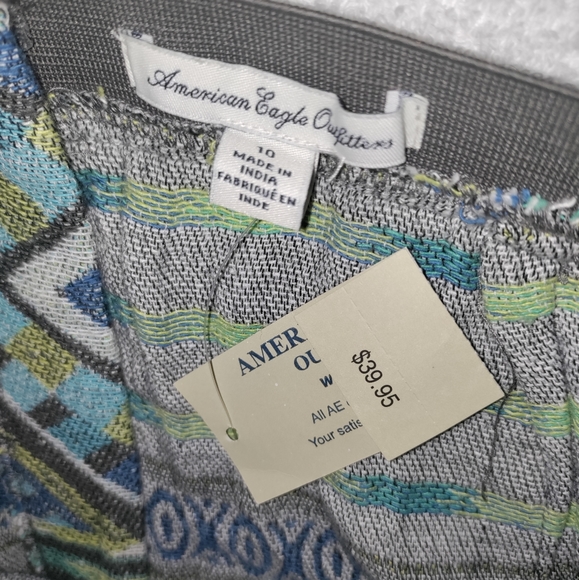 American Eagle Outfitters
10
MADE IN
INDIA
FABRIQUÉ EN
INDE
AMER
OU
W
All AE
Your satis
$39.95